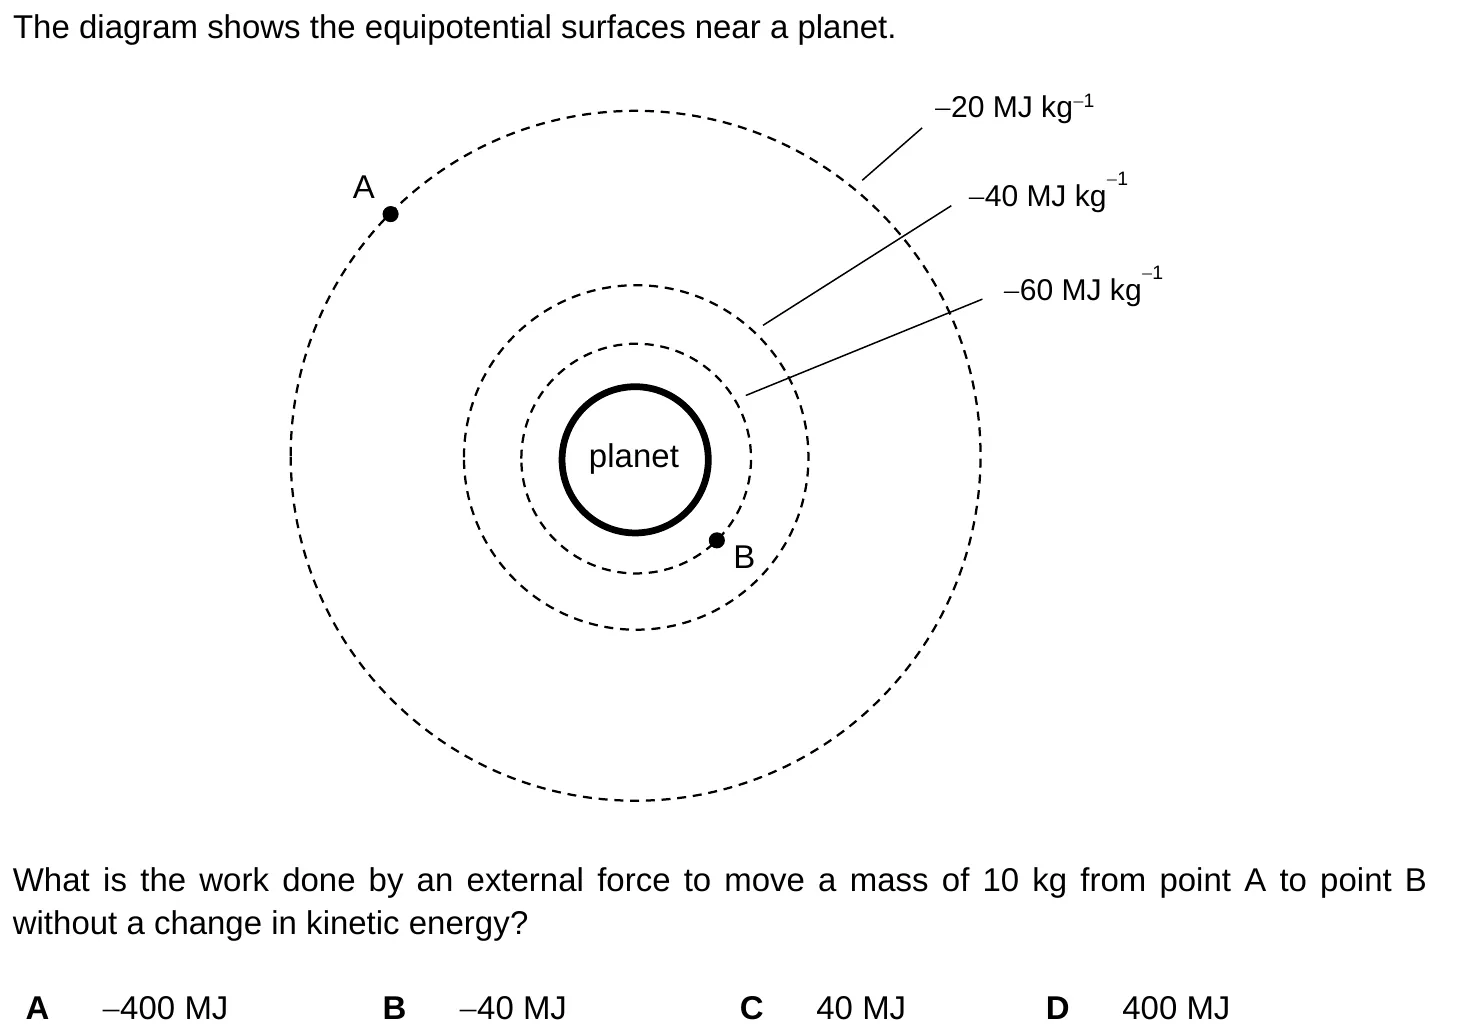 The diagram shows the equipotential surfaces near a planet.
–20 MJ kg⁻¹
A
–40 MJ kg⁻¹
–60 MJ kg⁻¹
planet
B
What is the work done by an external force to move a mass of 10 kg from point A to point B
without a change in kinetic energy?
A –400 MJ B –40 MJ C 40 MJ D 400 MJ